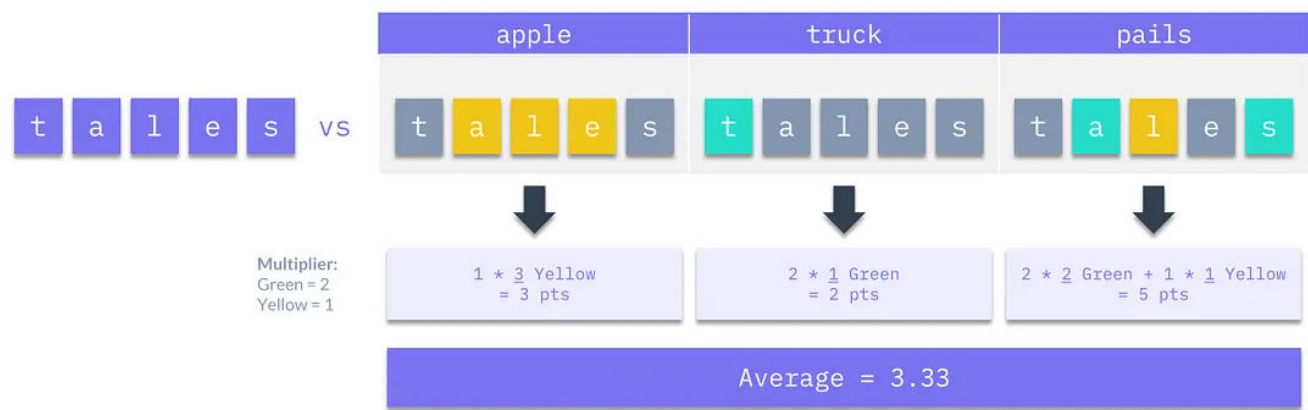 apple truck pails
t a l e s vs t a l e s t a l e s t a l e s
Multiplier:
Green = 2
Yellow = 1
1 * 3 Yellow
= 3 pts
2 * 1 Green
= 2 pts
2 * 2 Green + 1 * 1 Yellow
= 5 pts
Average = 3.33